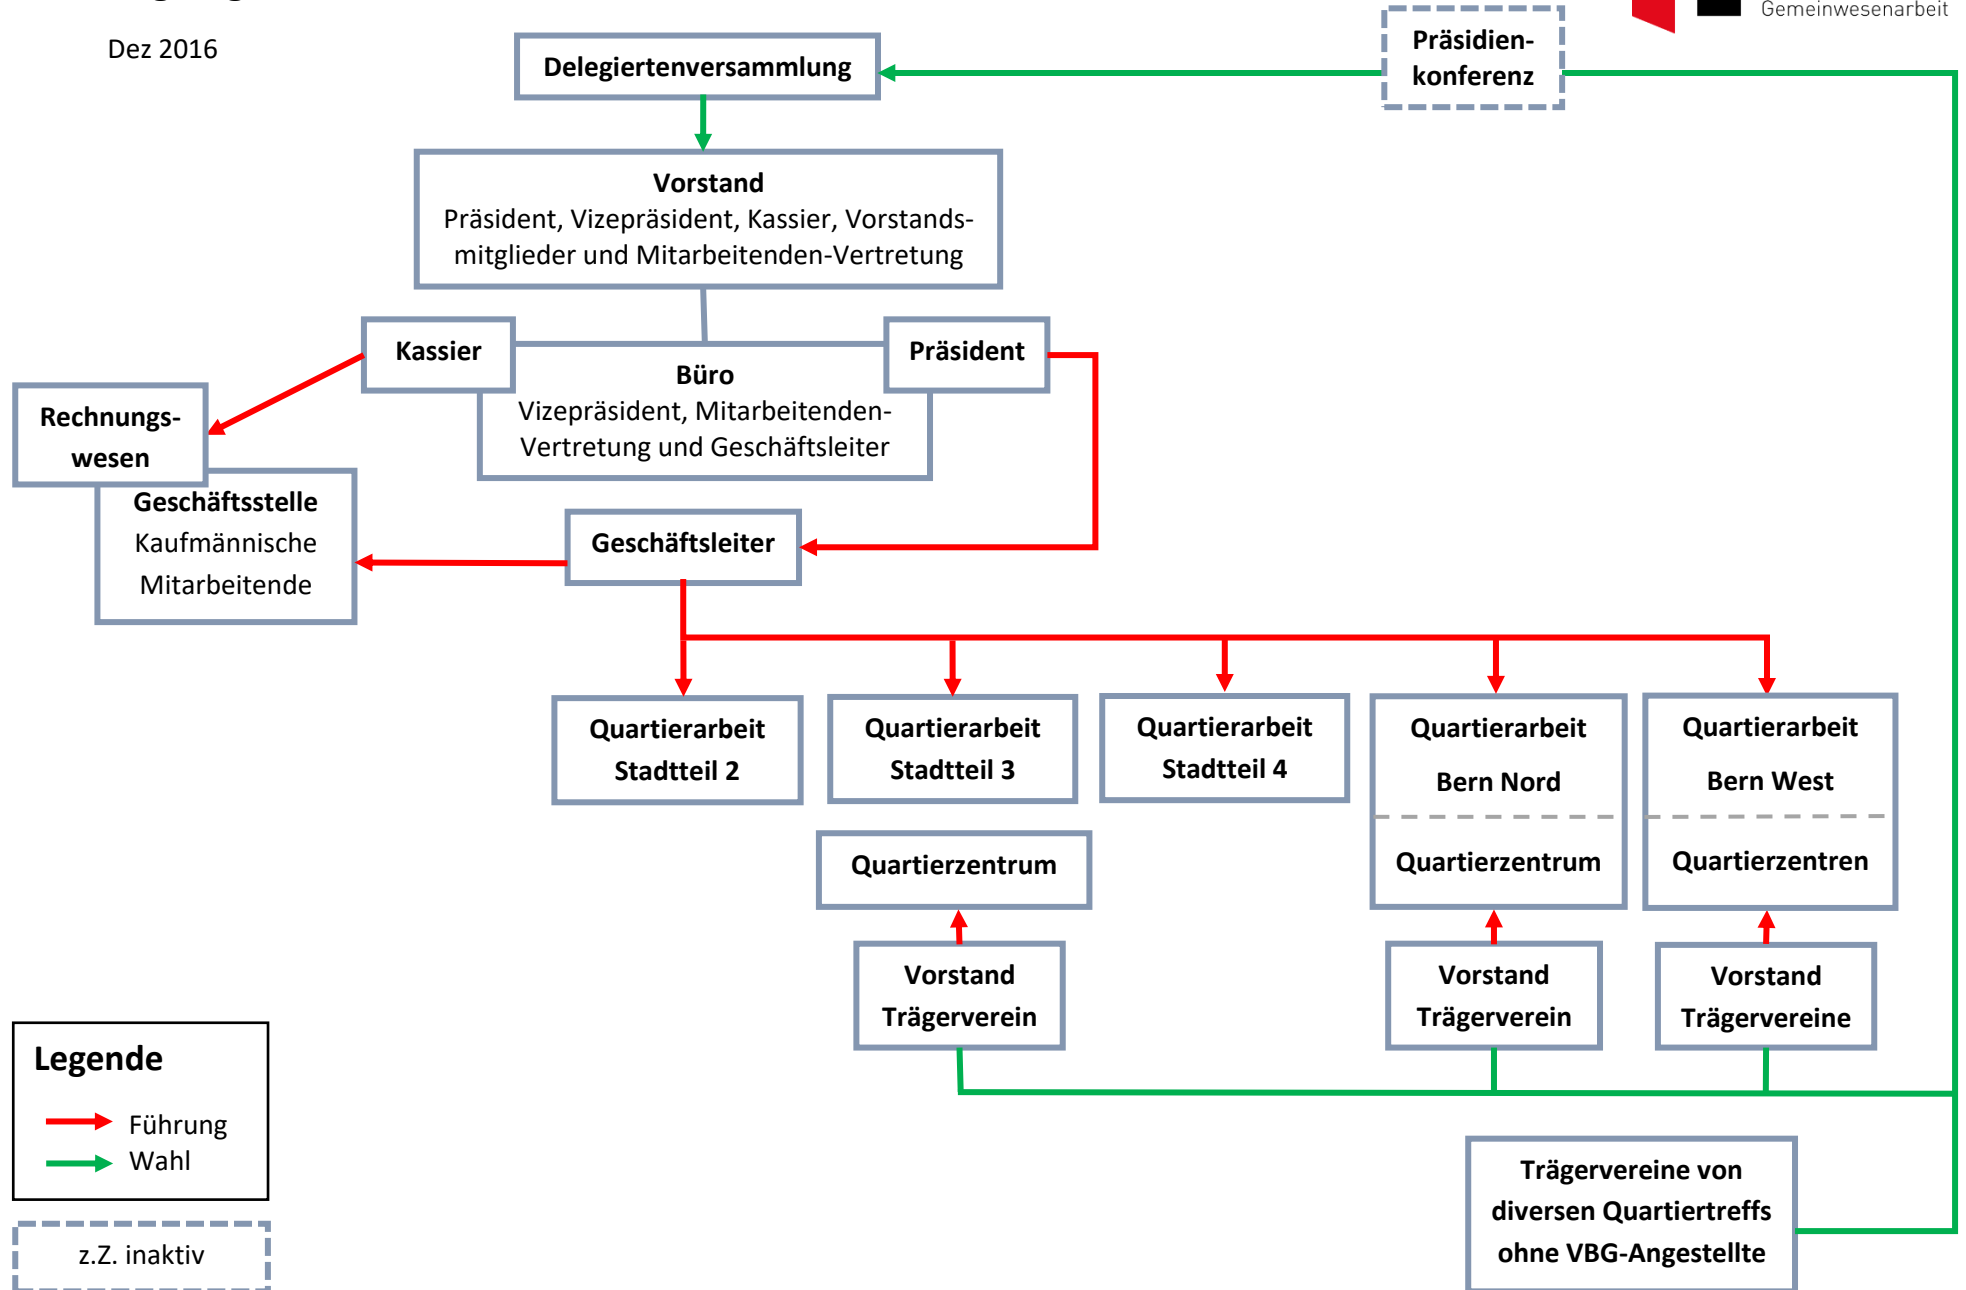 Gemeinwesenarbeit
Dez 2016
Delegiertenversammlung
Präsidien-
konferenz
Vorstand
Präsident, Vizepräsident, Kassier, Vorstands-
mitglieder und Mitarbeitenden-Vertretung
Kassier
Präsident
Büro
Vizepräsident, Mitarbeitenden-
Vertretung und Geschäftsleiter
Rechnungs-
wesen
Geschäftsstelle
Kaufmännische
Mitarbeitende
Geschäftsleiter
Quartierarbeit
Stadtteil 2
Quartierarbeit
Stadtteil 3
Quartierarbeit
Stadtteil 4
Quartierarbeit
Bern Nord
Quartierzentrum
Quartierarbeit
Bern West
Quartierzentren
Quartierzentrum
Vorstand
Trägerverein
Vorstand
Trägerverein
Vorstand
Trägervereine
Legende
Führung
Wahl
z.Z. inaktiv
Trägervereine von
diversen Quartiertreffs
ohne VBG-Angestellte